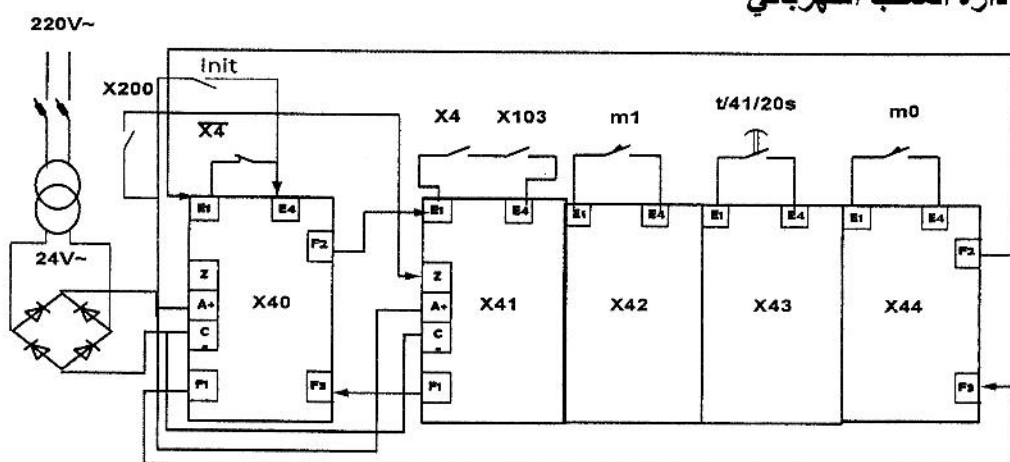 220V~
Init
X200
X4
X4 X103 m1 t/41/20s m0
E1 E4 E1 E4 E1 E4 E1 E4 E1 E4
F2 F2
24V~
Z Z
A+ X40 A+ X41 X42 X43 X44
C C
- -
F1 F3 F1 F3